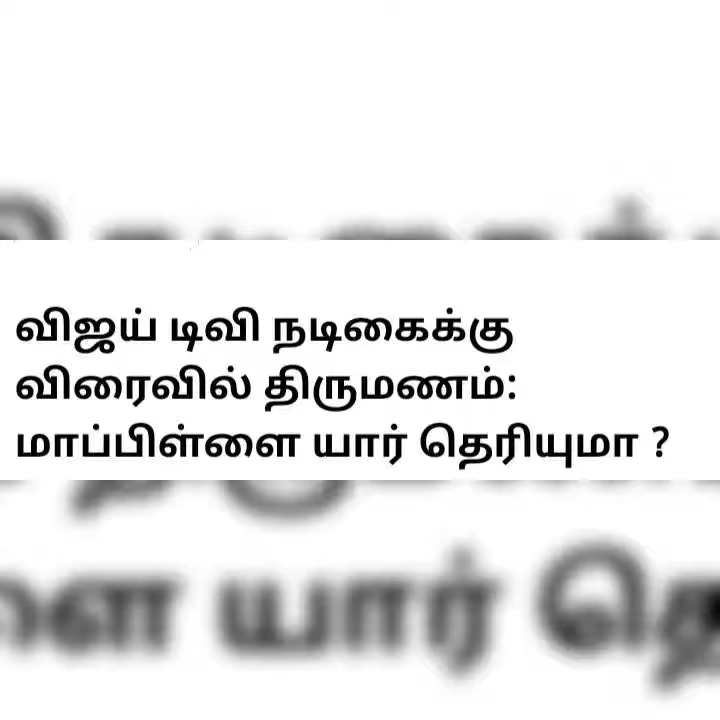 விஜய் டிவி நடிகைக்கு
விரைவில் திருமணம்:
மாப்பிள்ளை யார் தெரியுமா ?